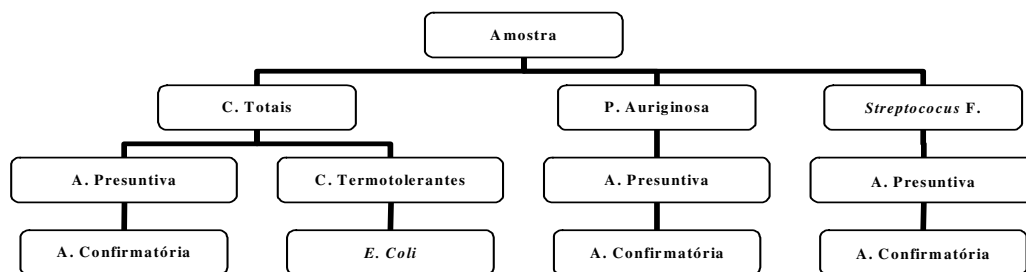 Amostra
C. Totais
P. Auriginosa
Streptococus F.
A. Presuntiva
C. Termotolerantes
A. Presuntiva
A. Presuntiva
A. Confirmatória
E. Coli
A. Confirmatória
A. Confirmatória